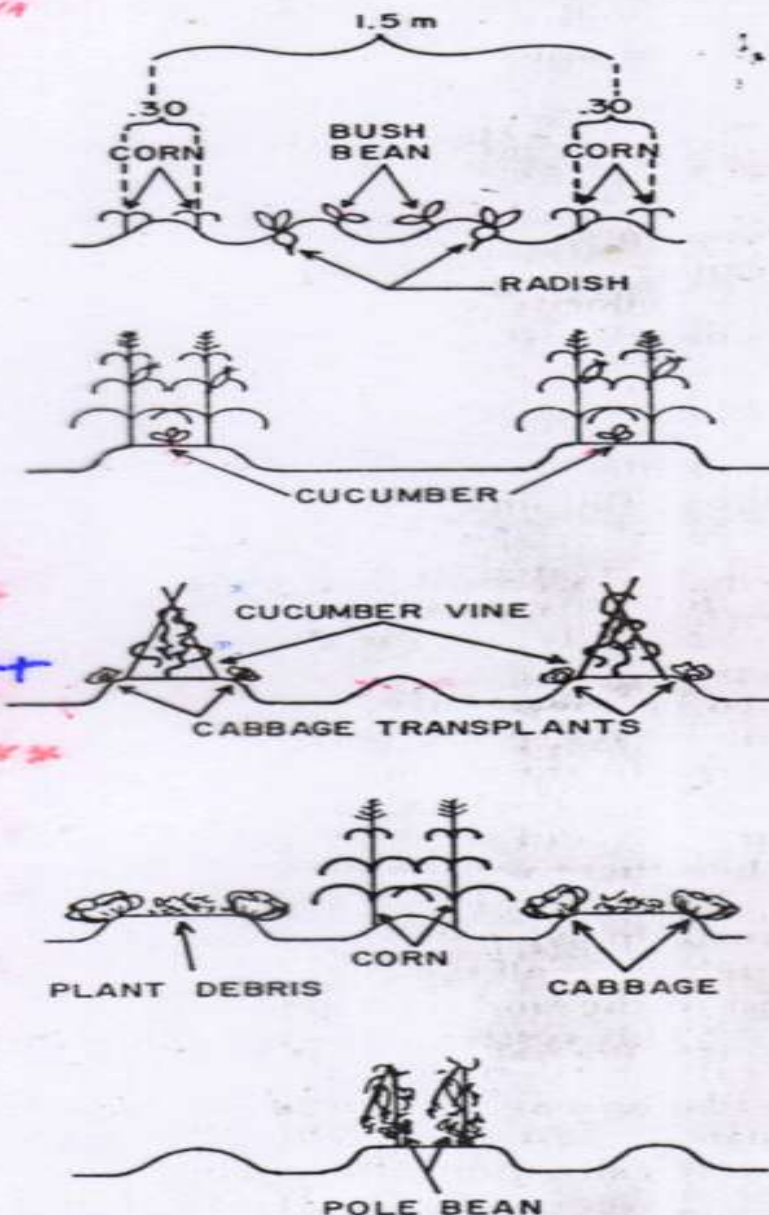 1.5 m
.30 .30
CORN BUSH BEAN CORN
RADISH
CUCUMBER
CUCUMBER VINE
CABBAGE TRANSPLANTS
CORN
PLANT DEBRIS CABBAGE
POLE BEAN